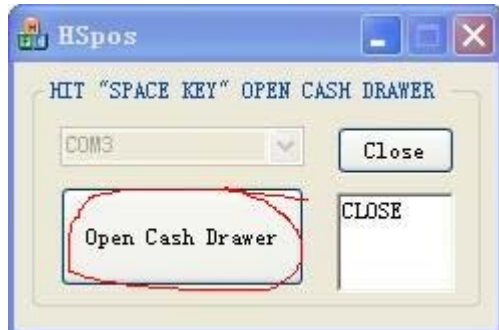 HSpos
HIT "SPACE KEY" OPEN CASH DRAWER
COM3
Close
Open Cash Drawer
CLOSE